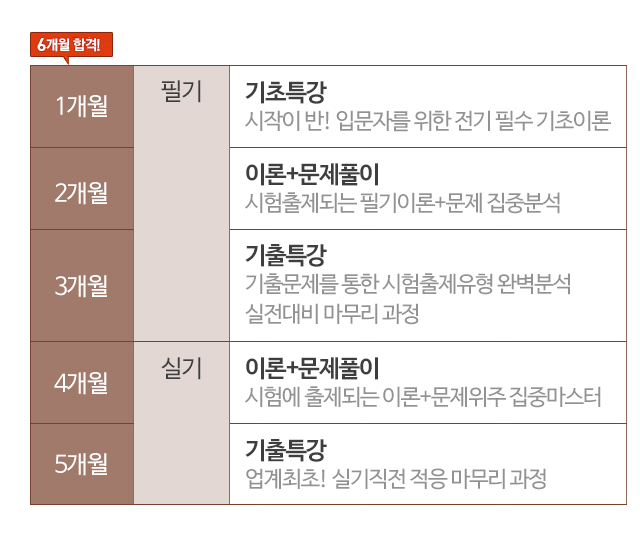 6개월 합격!
1개월
필기
기초특강
시작이 반! 입문자를 위한 전기 필수 기초이론
2개월
이론+문제풀이
시험출제되는 필기이론+문제 집중분석
3개월
기출특강
기출문제를 통한 시험출제유형 완벽분석
실전대비 마무리 과정
4개월
실기
이론+문제풀이
시험에 출제되는 이론+문제위주 집중마스터
5개월
기출특강
업계최초! 실기직전 적응 마무리 과정